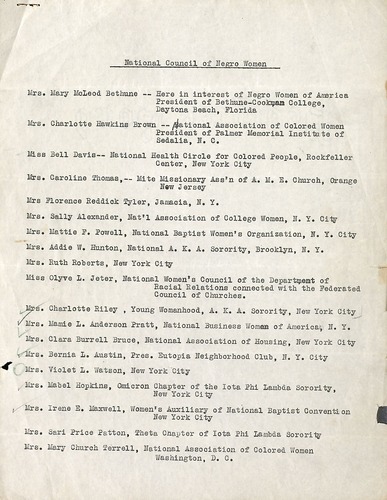 National Council of Negro Women
Mrs. Mary McLeod Bethune -- Here in interest of Negro Women of America
President of Bethune-Cookman College,
Daytona Beach, Florida
Mrs. Charlotte Hawkins Brown -- National Association of Colored Women
President of Palmer Memorial Institute of
Sedalia, N. C.
Miss Bell Davis-- National Health Circle for Colored People, Rockfeller
Center, New York City
Mrs. Caroline Thomas,-- Mite Missionary Ass'n of A. M. E. Church, Orange
New Jersey
Mrs Florence Reddick Tyler, Jamacia, N. Y.
Mrs. Sally Alexander, Nat'l Association of College Women, N. Y. City
Mrs. Mattie F. Powell, National Baptist Women's Organization, N. Y. City
Mrs. Addie W. Hunton, National A. K. A. Sorority, Brooklyn, N. Y.
Mrs. Ruth Roberts, New York City
Miss Olyve L. Jeter, National Women's Council of the Department of
Racial Relations connected with the Federated
Council of Churches.
Mrs. Charlotte Riley , Young Womanhood, A. K. A. Sorority, New York City
Mrs. Mamie L. Anderson Pratt, National Business Women of America, N. Y.
Mrs. Clara Burrell Bruce, National Association of Housing, New York City
Mrs. Bernia L. Austin, Pres. Eutopia Neighborhood Club, N. Y. City
Mrs. Violet L. Watson, New York City
Mrs. Mabel Hopkins, Omicron Chapter of the Iota Phi Lambda Sorority,
New York City
Mrs. Irene E. Maxwell, Women's Auxiliary of National Baptist Convention
New York City
Mrs. Sari Price Patton, Theta Chapter of Iota Phi Lambda Sorority
Mrs. Mary Church Terrell, National Association of Colored Women
Washington, D. C.